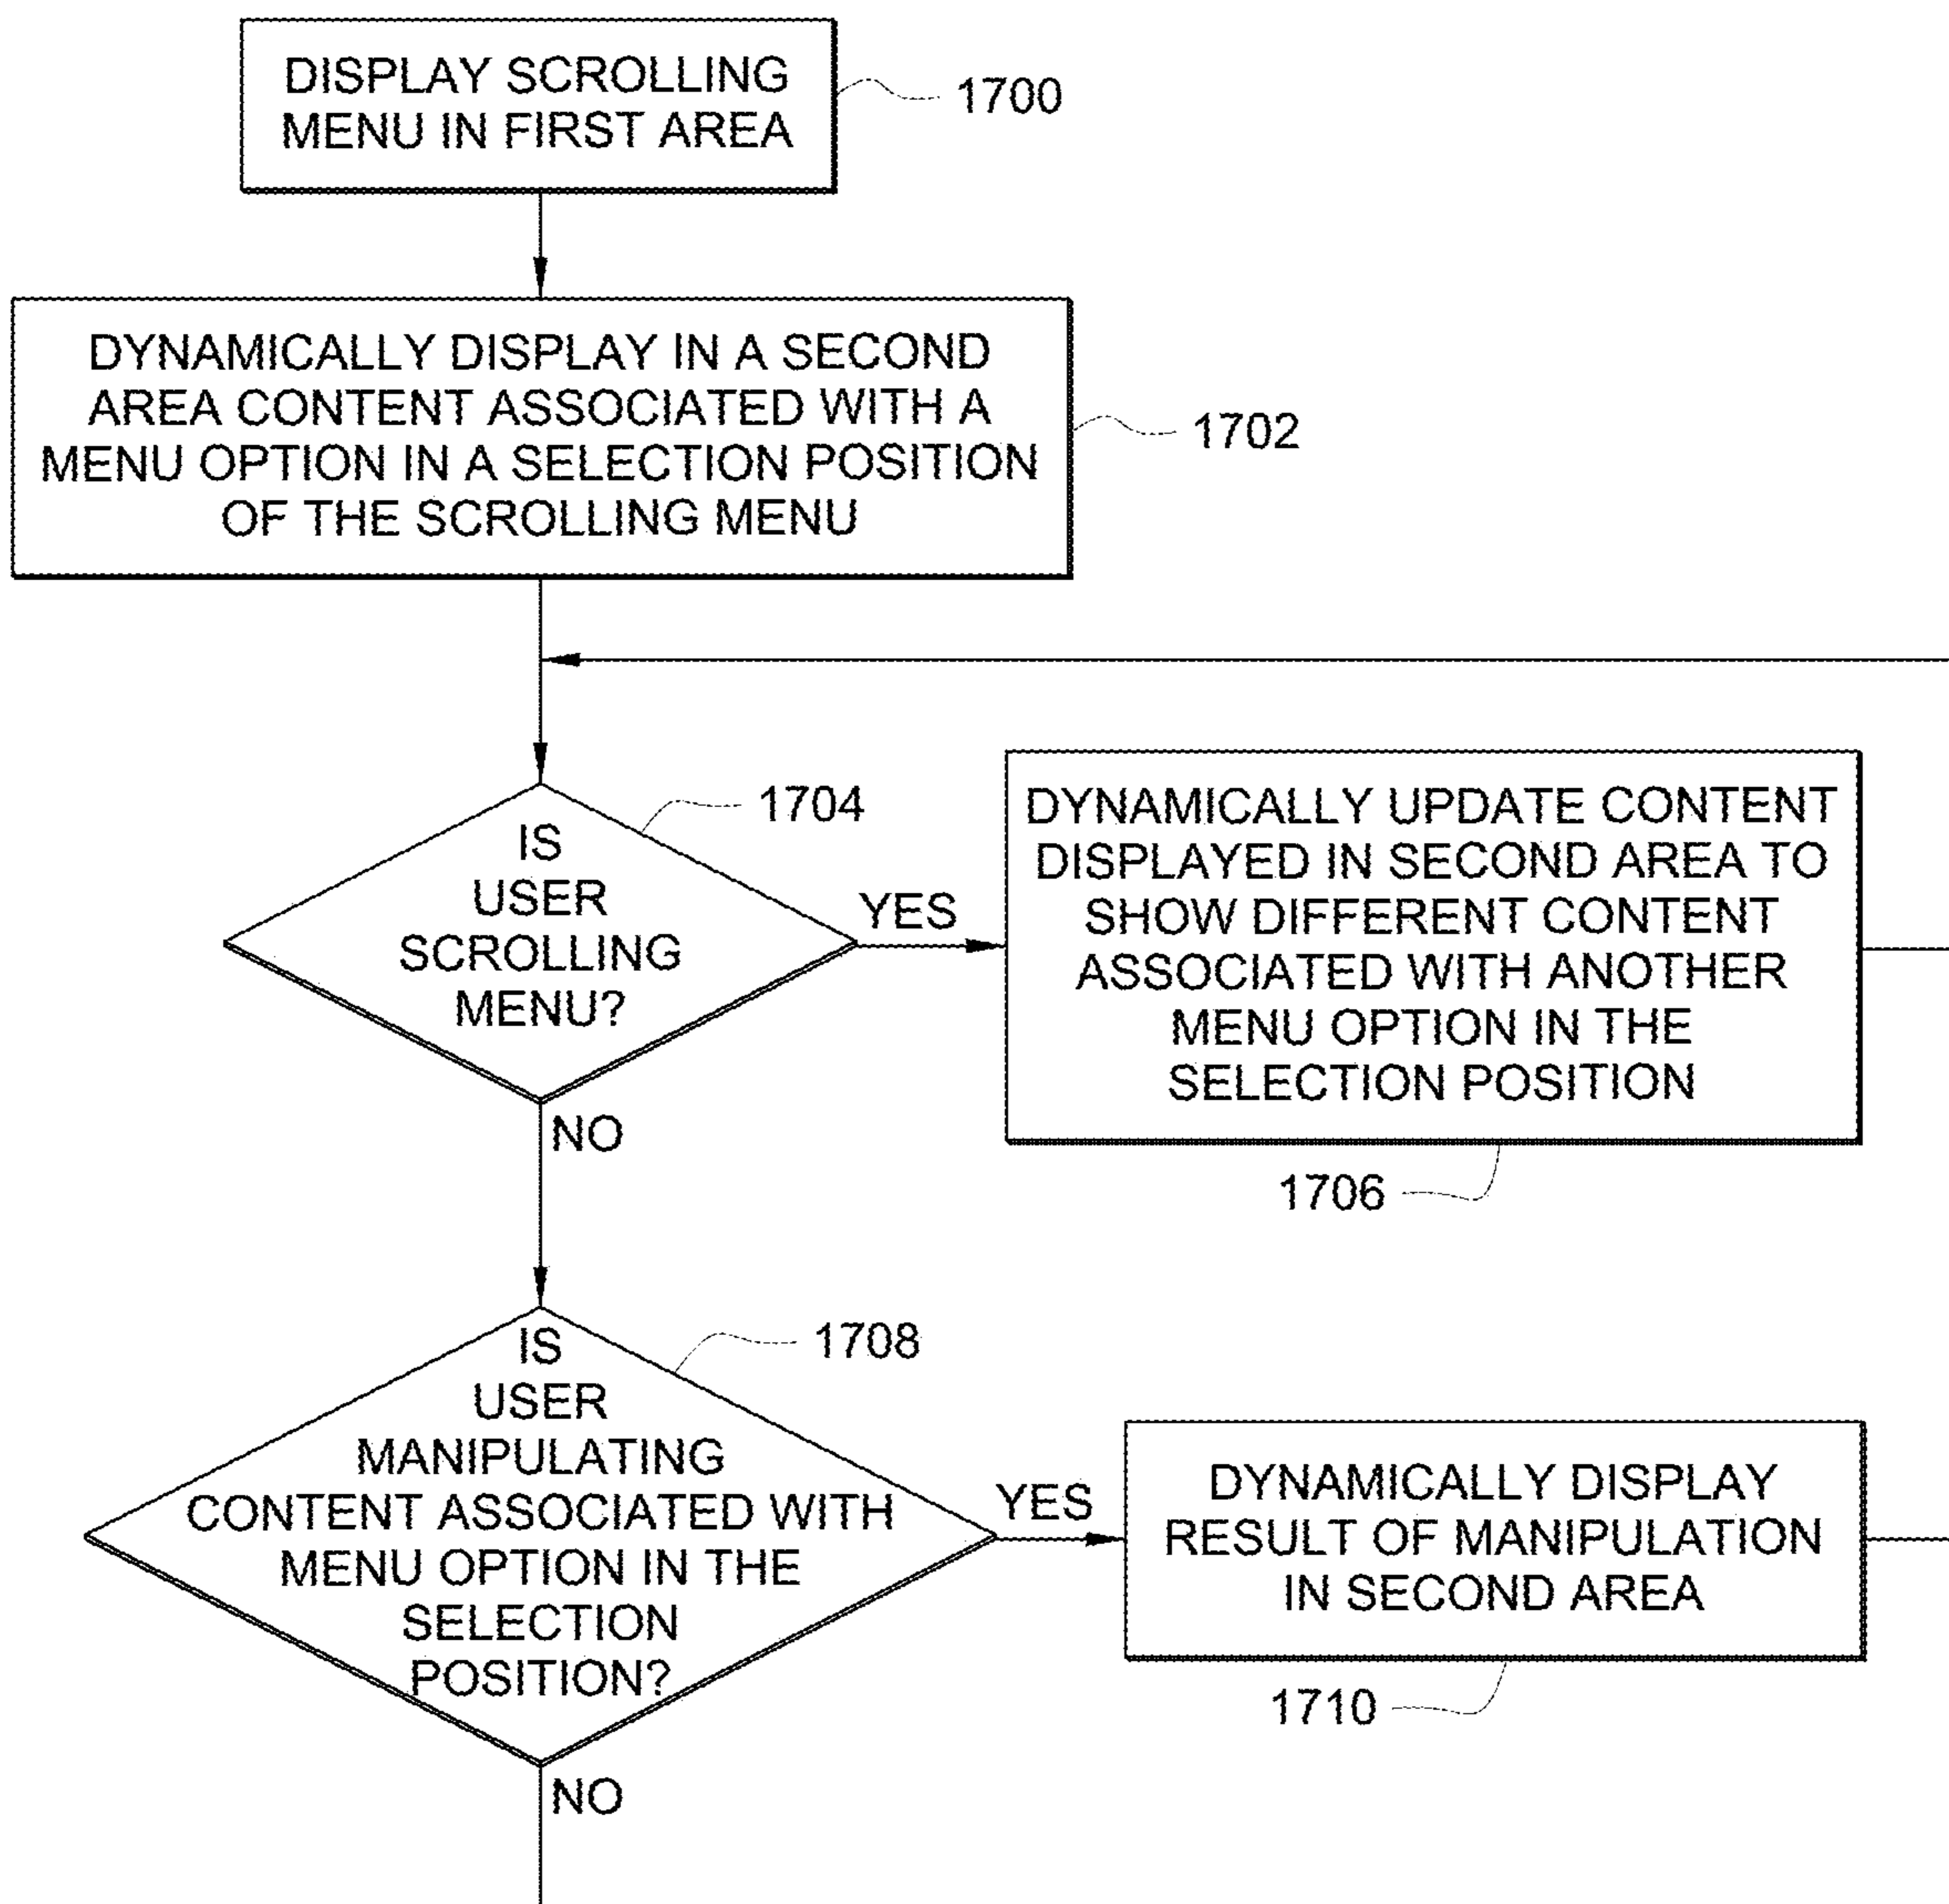 DISPLAY SCROLLING
MENU IN FIRST AREA
1700
DYNAMICALLY DISPLAY IN A SECOND
AREA CONTENT ASSOCIATED WITH A
MENU OPTION IN A SELECTION POSITION
OF THE SCROLLING MENU
1702
1704
IS
USER
SCROLLING
MENU?
YES
NO
DYNAMICALLY UPDATE CONTENT
DISPLAYED IN SECOND AREA TO
SHOW DIFFERENT CONTENT
ASSOCIATED WITH ANOTHER
MENU OPTION IN THE
SELECTION POSITION
1706
1708
IS
USER
MANIPULATING
CONTENT ASSOCIATED WITH
MENU OPTION IN THE
SELECTION
POSITION?
YES
NO
DYNAMICALLY DISPLAY
RESULT OF MANIPULATION
IN SECOND AREA
1710